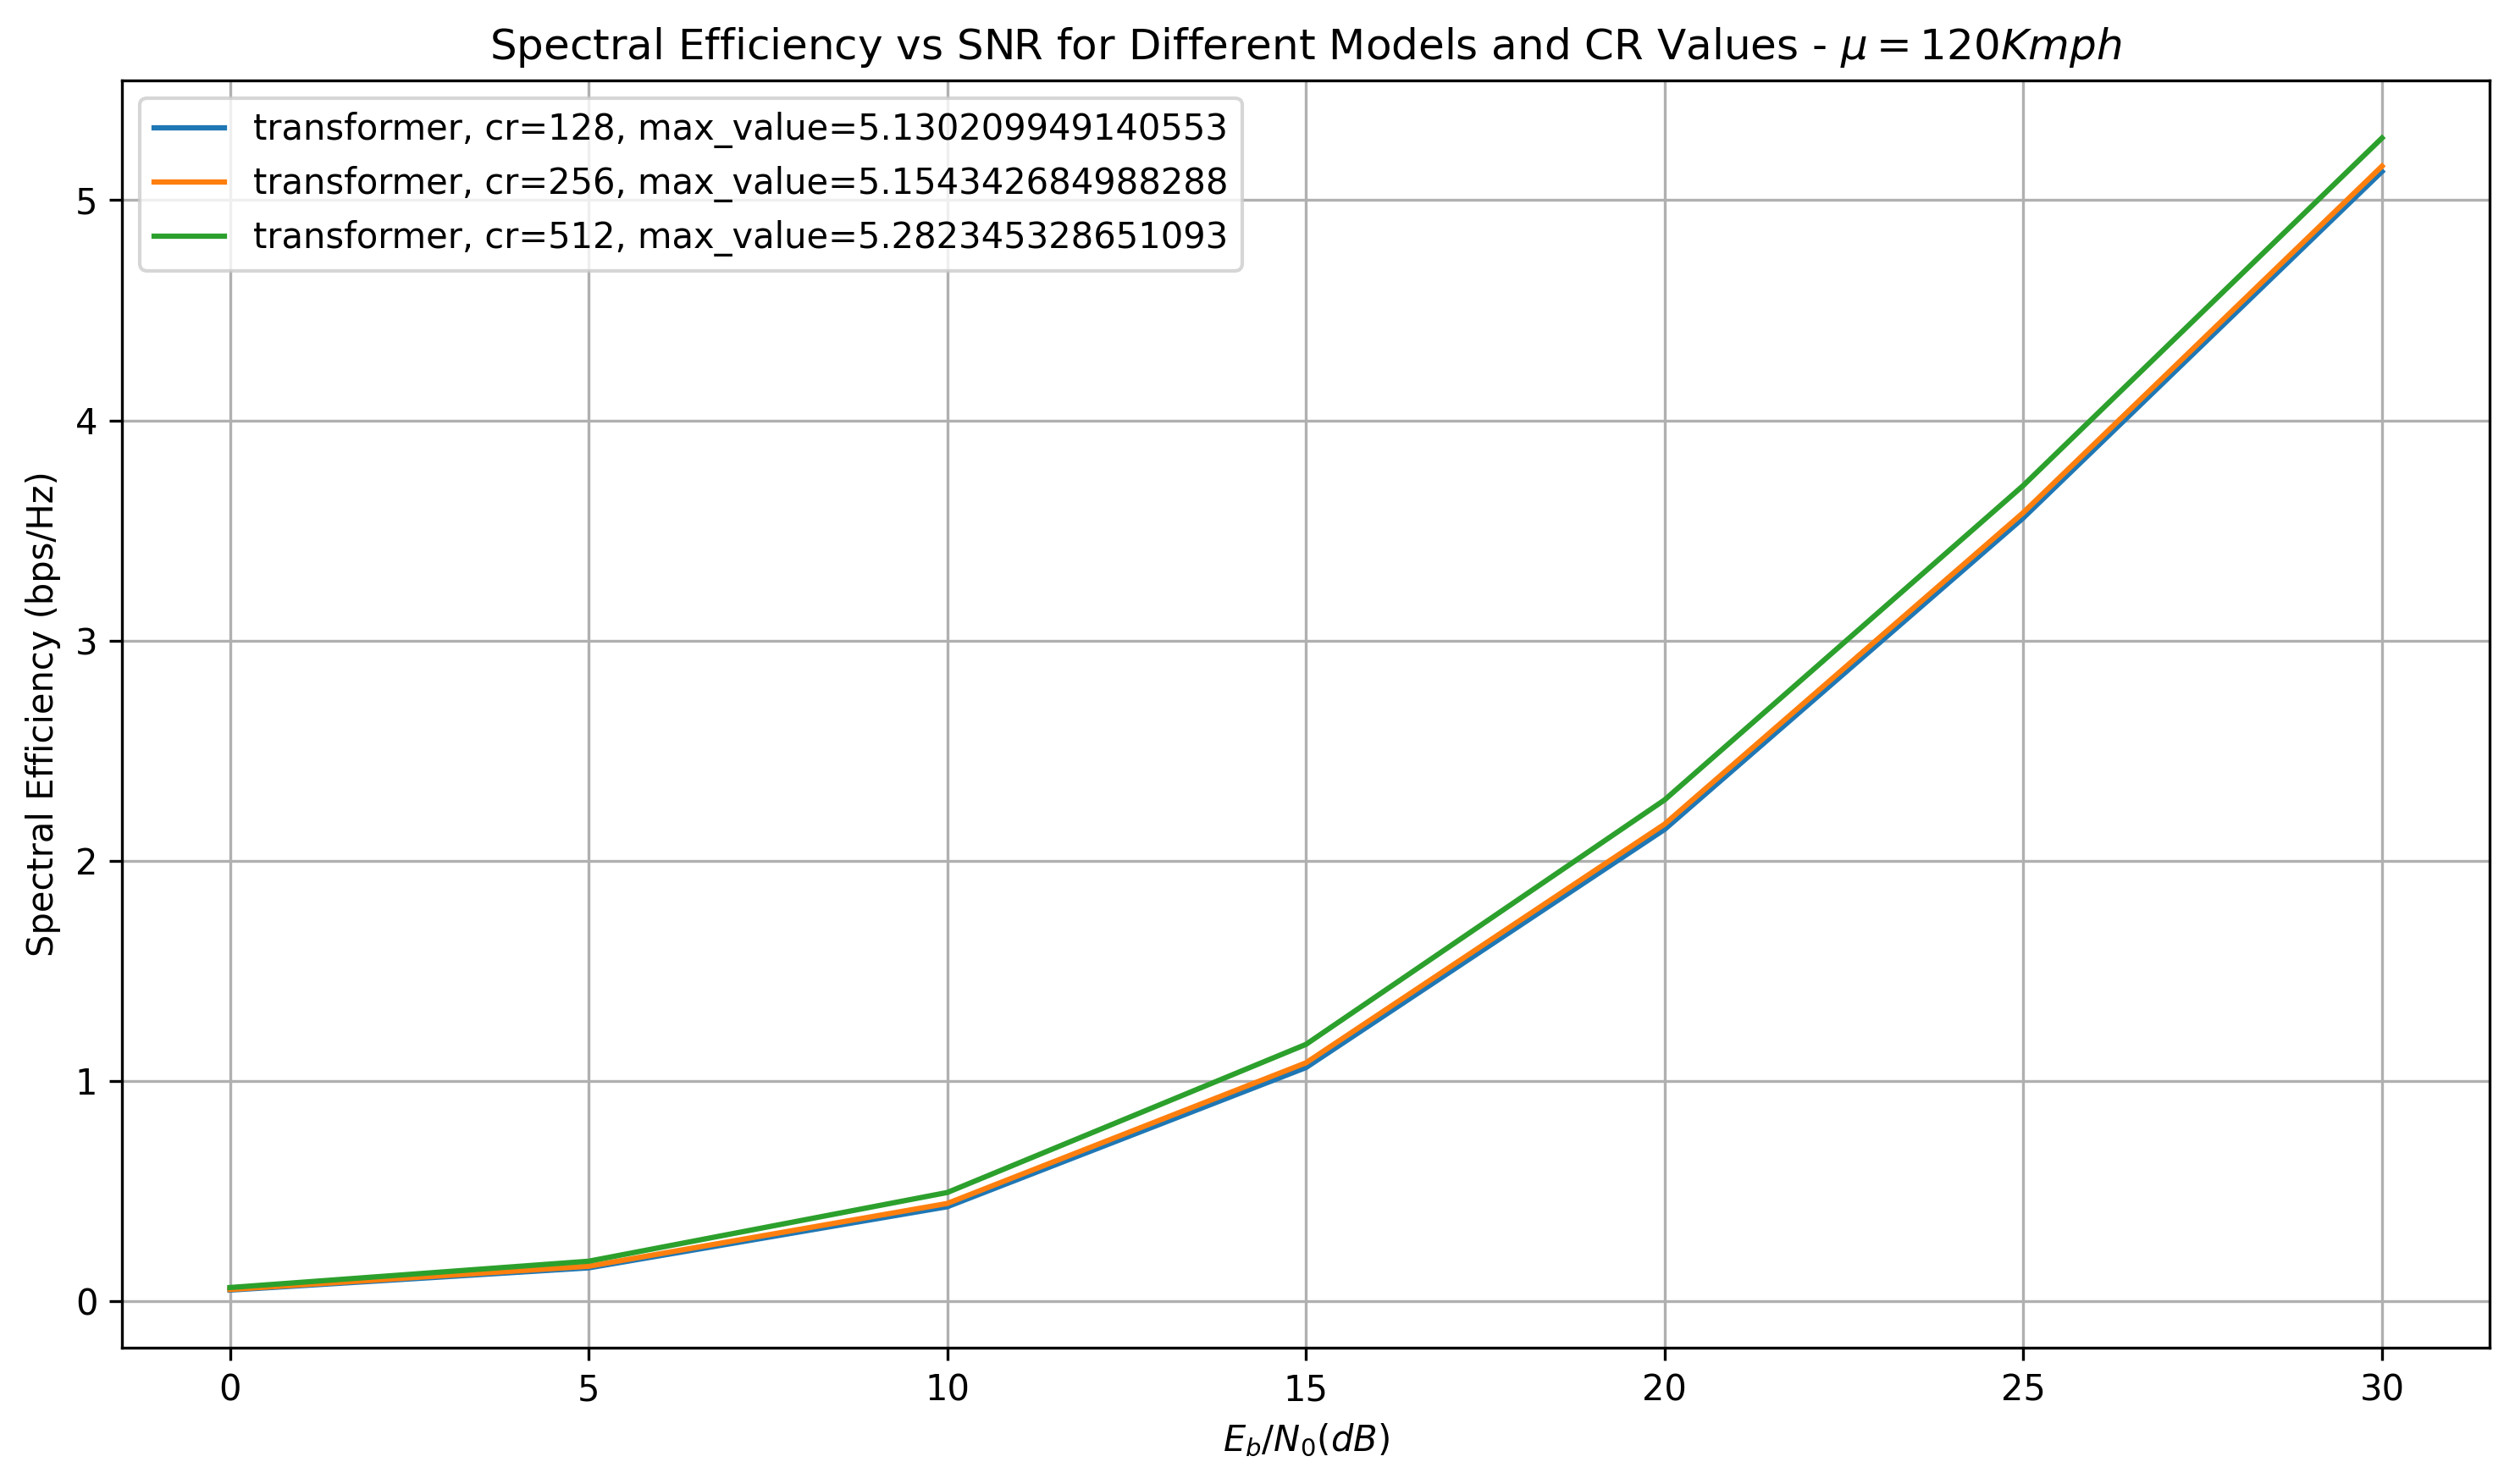 Spectral Efficiency vs SNR for Different Models and CR Values - μ = 120Kmph
transformer, cr=128, max_value=5.130209949140553
transformer, cr=256, max_value=5.154342684988288
transformer, cr=512, max_value=5.282345328651093
Spectral Efficiency (bps/Hz)
5
4
3
2
1
0
0 5 10 15 20 25 30
E_b/N_0(dB)